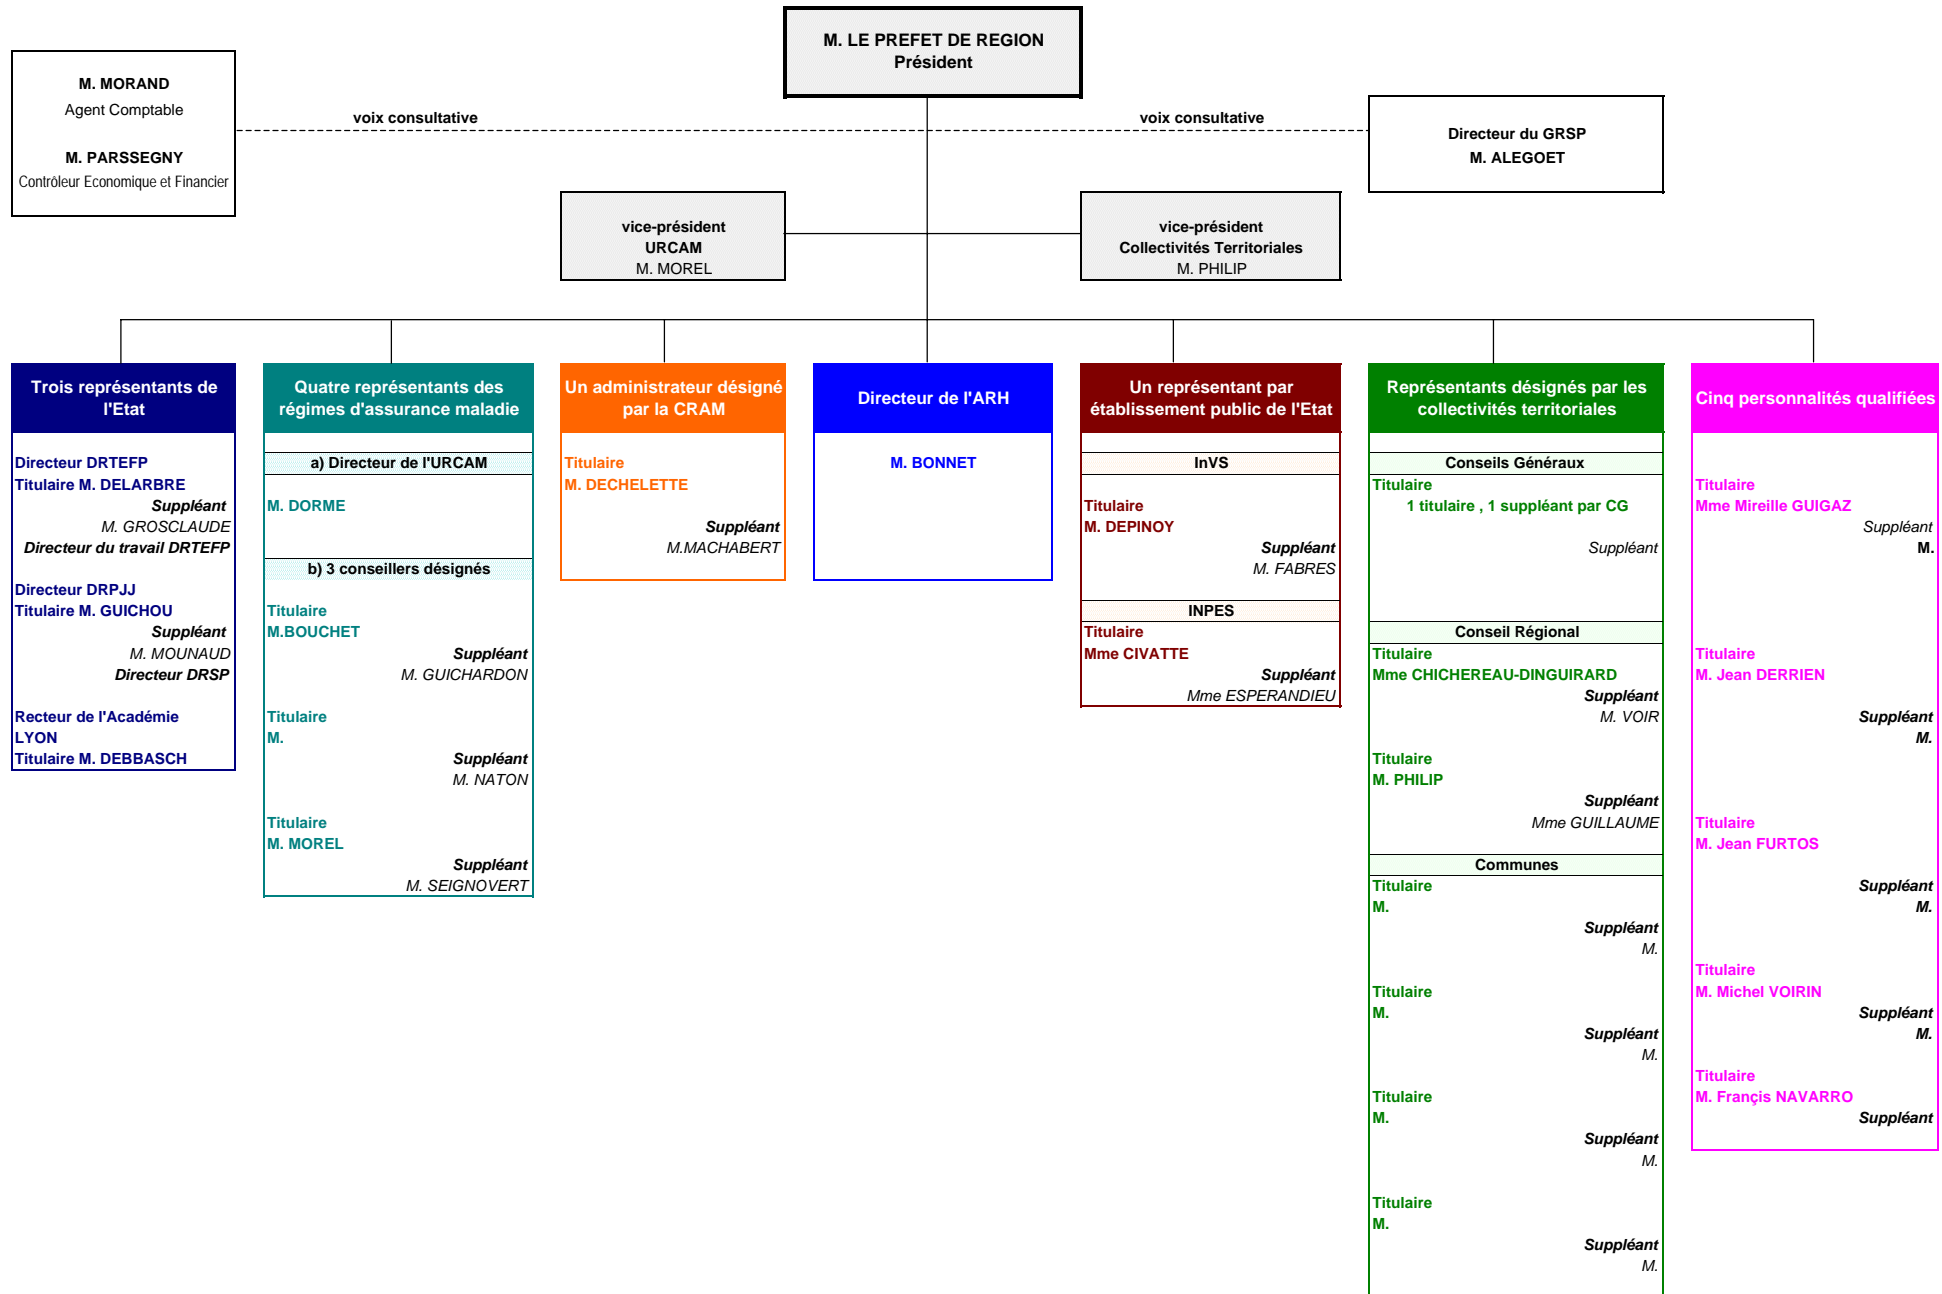 M. LE PREFET DE REGION
Président
M. MORAND
Agent Comptable
M. PARSSEGNY
Contrôleur Economique et Financier
voix consultative
voix consultative
Directeur du GRSP
M. ALEGOET
vice-président
URCAM
M. MOREL
vice-président
Collectivités Territoriales
M. PHILIP
Trois représentants de
l'Etat
Directeur DRTEFP
Titulaire M. DELARBRE
Suppléant
M. GROSCLAUDE
Directeur du travail DRTEFP
Directeur DRPJJ
Titulaire M. GUICHOU
Suppléant
M. MOUNAUD
Directeur DRSP
Recteur de l'Académie
LYON
Titulaire M. DEBBASCH
Quatre représentants des
régimes d'assurance maladie
a) Directeur de l'URCAM
M. DORME
b) 3 conseillers désignés
Titulaire
M.BOUCHET
Suppléant
M. GUICHARDON
Titulaire
M.
Suppléant
M. NATON
Titulaire
M. MOREL
Suppléant
M. SEIGNOVERT
Un administrateur désigné
par la CRAM
Titulaire
M. DECHELETTE
Suppléant
M.MACHABERT
Directeur de l'ARH
M. BONNET
Un représentant par
établissement public de l'Etat
InVS
Titulaire
M. DEPINOY
Suppléant
M. FABRES
INPES
Titulaire
Mme CIVATTE
Suppléant
Mme ESPERANDIEU
Représentants désignés par les
collectivités territoriales
Conseils Généraux
Titulaire
1 titulaire , 1 suppléant par CG
Suppléant
Conseil Régional
Titulaire
Mme CHICHEREAU-DINGUIRARD
Suppléant
M. VOIR
Titulaire
M. PHILIP
Suppléant
Mme GUILLAUME
Communes
Titulaire
M.
Suppléant
M.
Titulaire
M.
Suppléant
M.
Titulaire
M.
Suppléant
M.
Titulaire
M.
Suppléant
M.
Cinq personnalités qualifiées
Titulaire
Mme Mireille GUIGAZ
Suppléant
M.
Titulaire
M. Jean DERRIEN
Suppléant
M.
Titulaire
M. Jean FURTOS
Suppléant
M.
Titulaire
M. Michel VOIRIN
Suppléant
M.
Titulaire
M. Françis NAVARRO
Suppléant